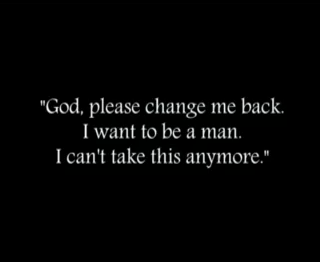 "God, please change me back.
I want to be a man.
I can't take this anymore."